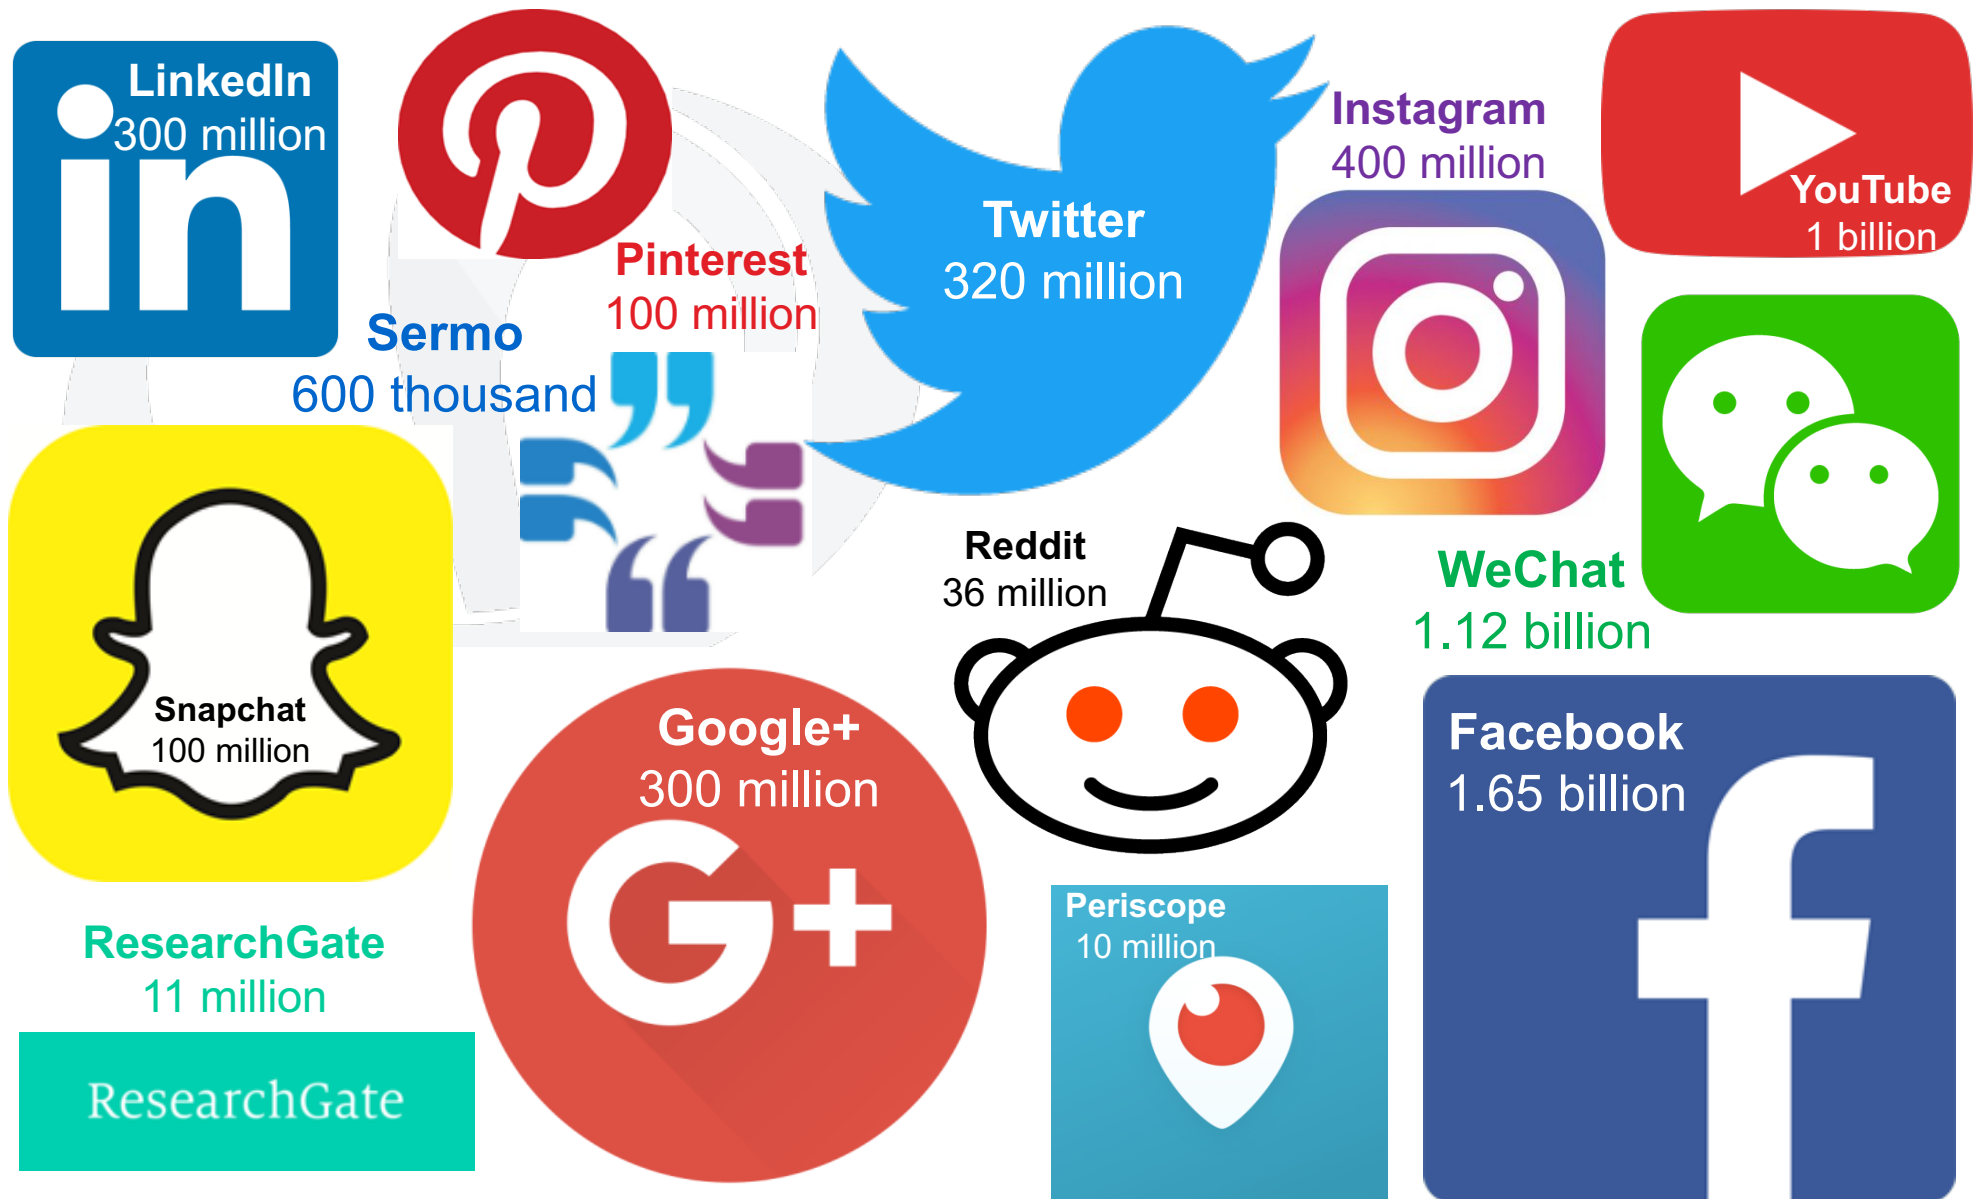 LinkedIn
300 million
in
Pinterest
100 million
Twitter
320 million
Instagram
400 million
YouTube
1 billion
Sermo
600 thousand
Snapchat
100 million
Reddit
36 million
WeChat
1.12 billion
Google+
300 million
G+
Facebook
1.65 billion
f
ResearchGate
11 million
ResearchGate
Periscope
10 million